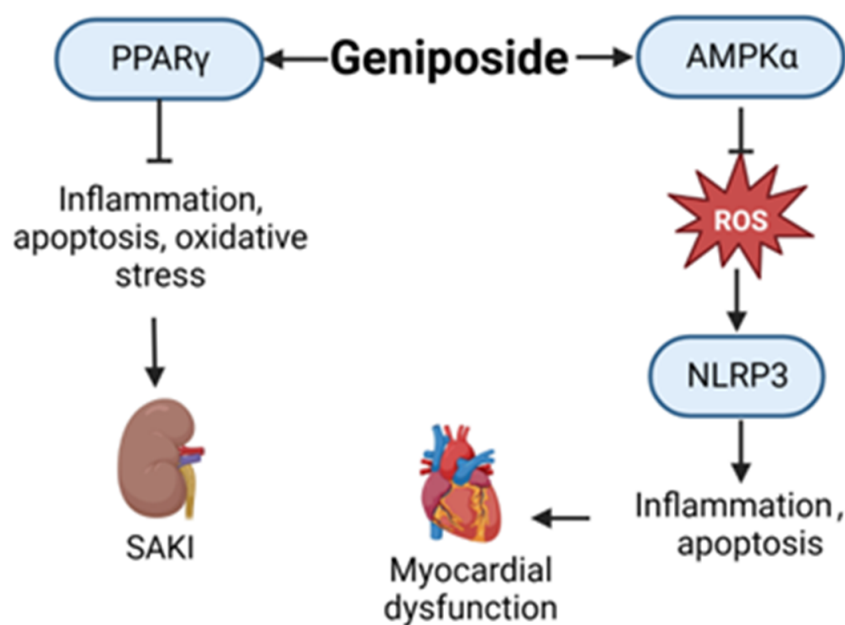 PPARγ
Geniposide
AMPKα
Inflammation,
apoptosis, oxidative
stress
ROS
NLRP3
Inflammation,
apoptosis
SAKI
Myocardial
dysfunction